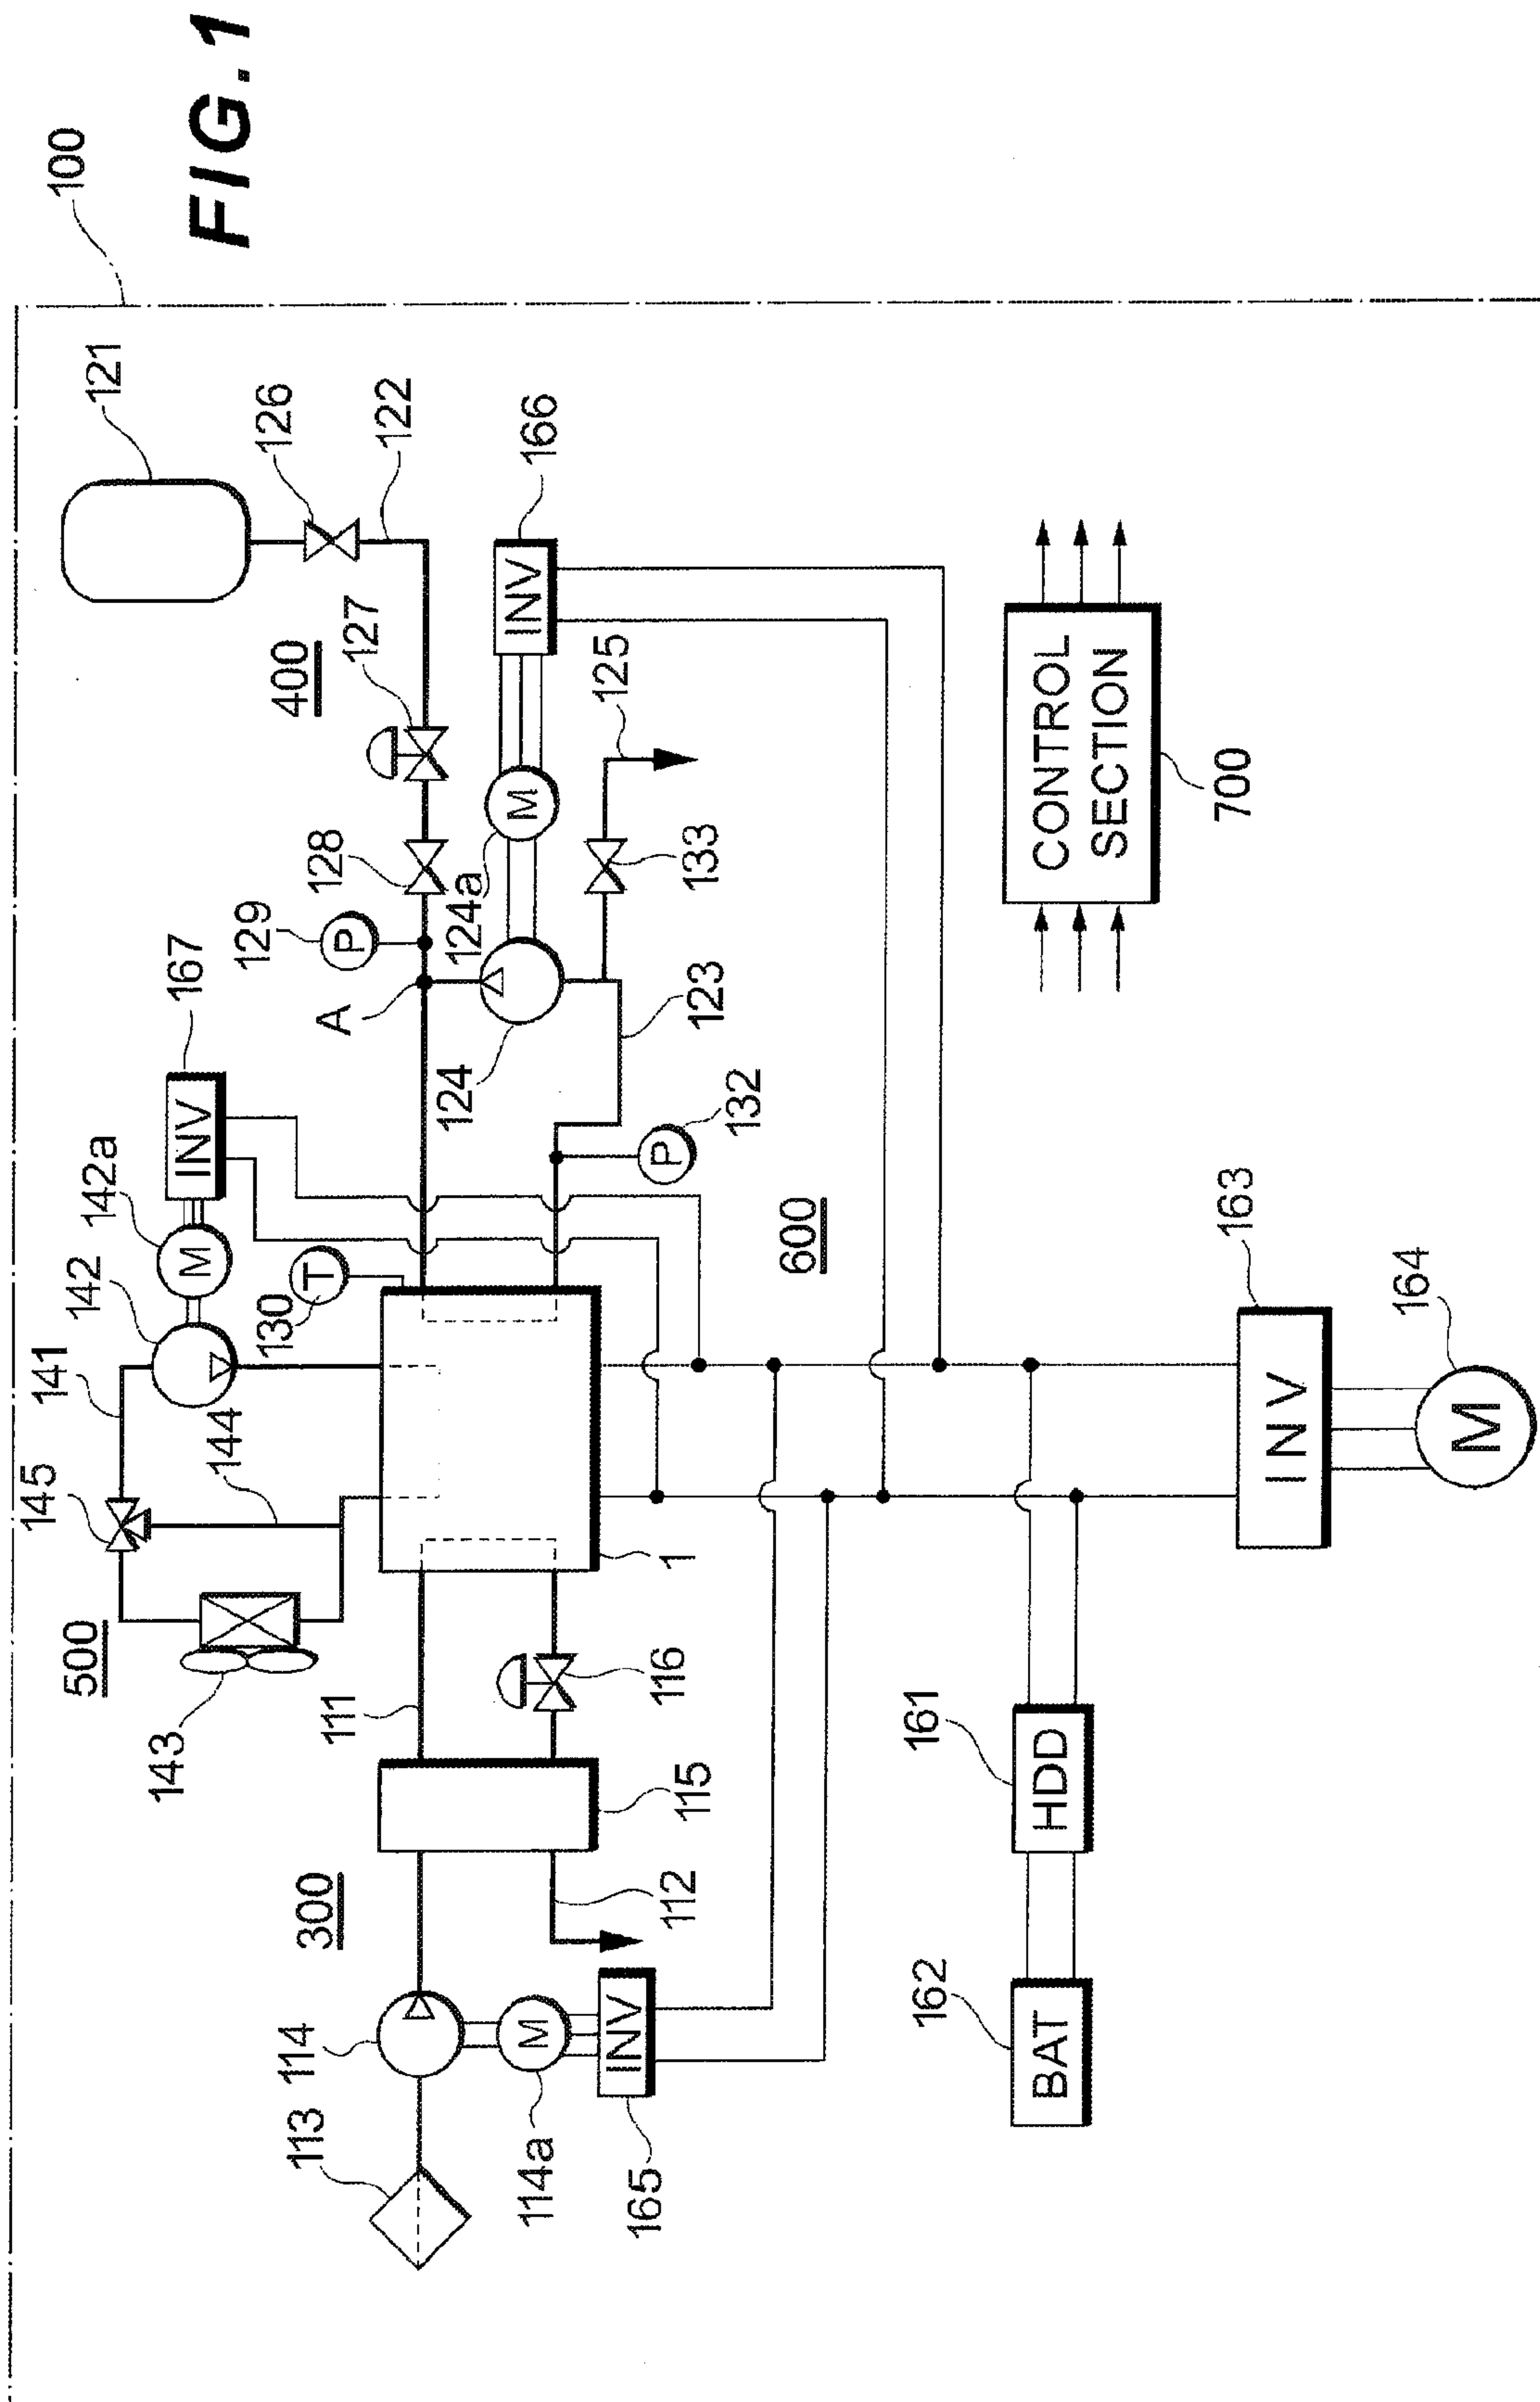 FIG.1
100
121
126
122
400
127
166
INV
125
128
124a
M
133
129
P
A
124
123
167
INV
142a
M
142
130
T
132
P
600
141
144
145
500
143
1
111
116
115
300
112
114
113
M
114a
INV
165
161
HDD
162
BAT
163
INV
164
M
CONTROL
SECTION
700